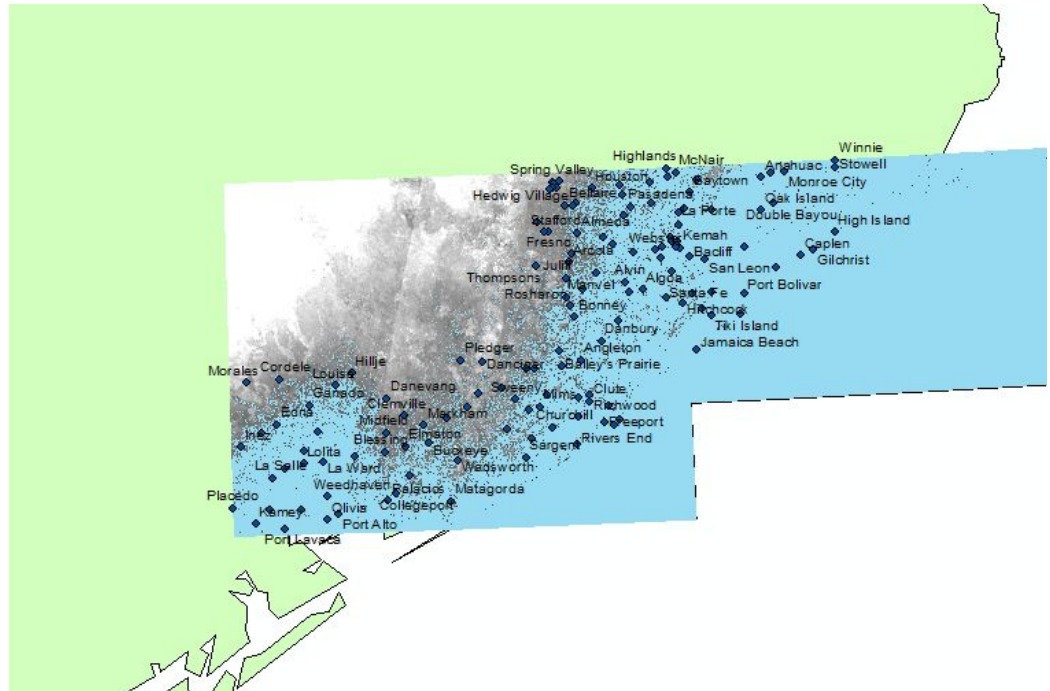 Winnie
Highlands
McNair
Stowell
Spring Valley
Anahuac
Houston
Baytown
Monroe City
Hedwig Village
Bellaire
Pasadena
Oak Island
La Porte
Double Bayou
High Island
Stafford
Almeda
Fresno
Kemah
Caplen
Arcola
Bacliff
Gilchrist
Juliff
San Leon
Thompsons
Alvin
Algoa
Manvel
Port Bolivar
Rosharon
Santa Fe
Bonney
Hitchcock
Danbury
Tiki Island
Jamaica Beach
Pledger
Angleton
Hillje
Danciger
Bailey's Prairie
Cordele
Louise
Morales
Danevang
Sweeny
Clute
Ganado
Mims
Clemville
Richwood
Edna
Markham
Churchill
Midfield
Freeport
Inez
Blessing
Elmaton
Rivers End
Sargent
Lolita
Buckeye
La Salle
La Ward
Wadsworth
Weedhaven
Placedo
Palacios
Matagorda
Kamey
Olivia
Collegeport
Port Alto
Port Lavaca